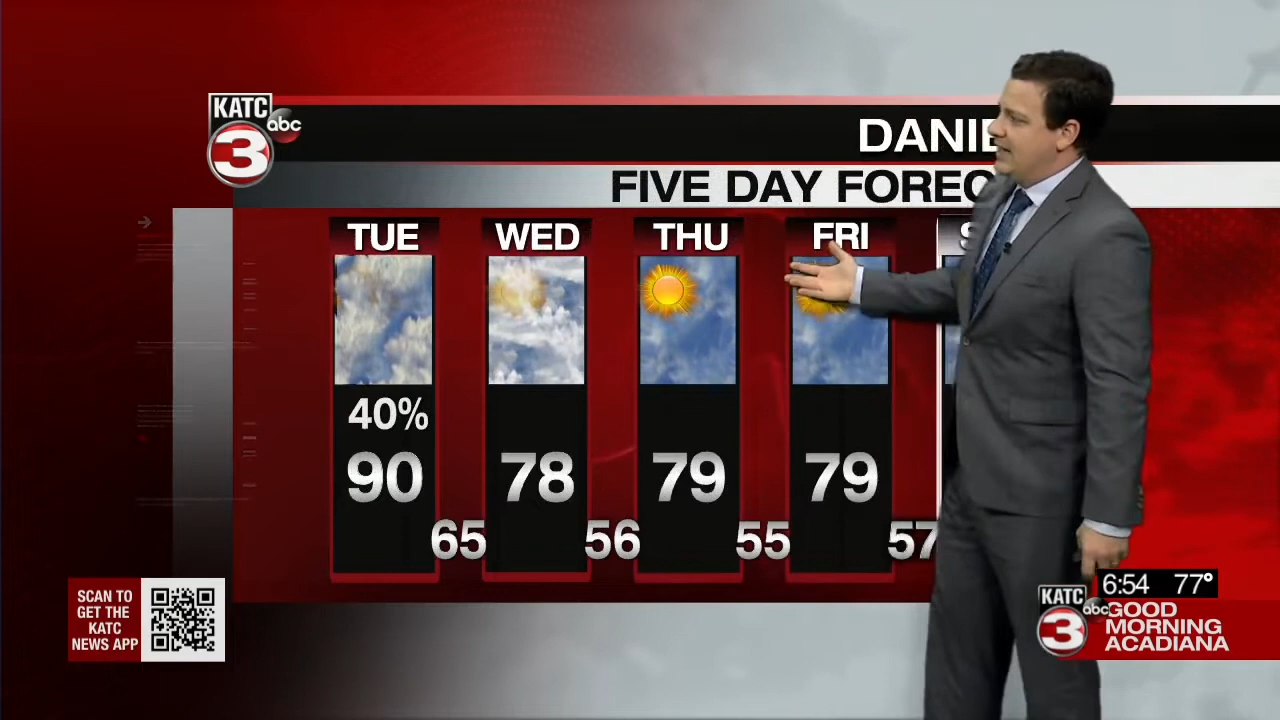 KATC
abc
3
DANIE
FIVE DAY FOREC
TUE WED THU FRI S
40%
90 78 79 79
65 56 55 57
SCAN TO
GET THE
KATC
NEWS APP
6:54 77°
KATC
abc
3
GOOD
MORNING
ACADIANA